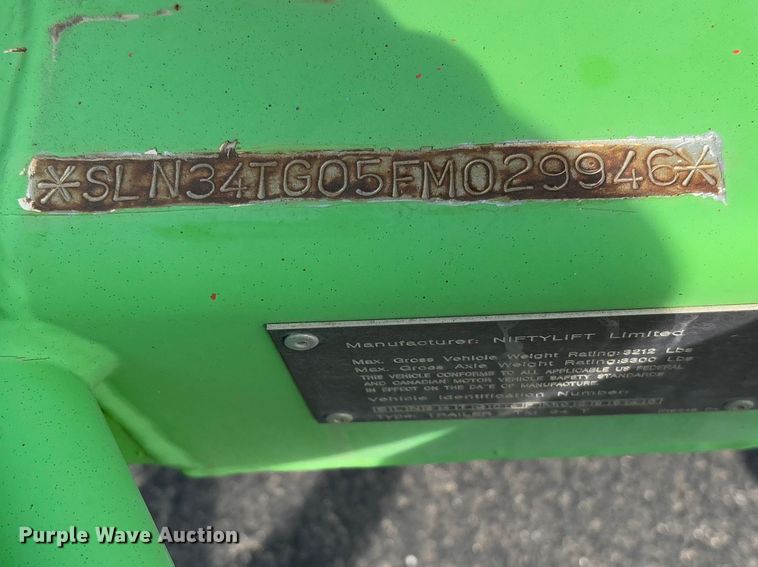 *SLN34TG05FM029946*
Manufacturer: NIFTYLIFT Limited
Max. Gross Vehicle Weight Rating: 3212 Lbs
Max. Gross Axle Weight Rating: 3300 Lbs
THIS VEHICLE CONFORMS TO ALL APPLICABLE US FEDERAL
AND CANADIAN MOTOR VEHICLE SAFETY STANDARDS
IN EFFECT ON THE DATE OF MANUFACTURE.
Vehicle Identification Number:
Type: TRAILER
Purple Wave Auction